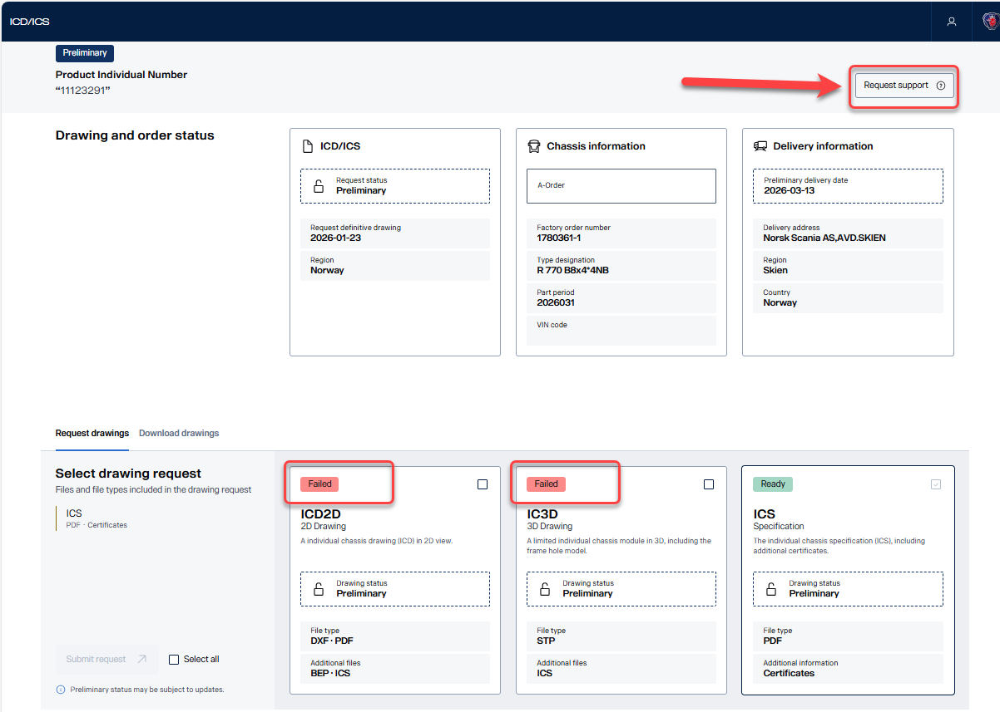 ICD/ICS
Preliminary
Product Individual Number
“11123291”
Request support
Drawing and order status
ICD/ICS
Request status
Preliminary
Request definitive drawing
2026-01-23
Region
Norway
Chassis information
A-Order
Factory order number
1780361-1
Type designation
R 770 B8x4*4NB
Part period
2026031
VIN code
Delivery information
Preliminary delivery date
2026-03-13
Delivery address
Norsk Scania AS,AVD.SKIEN
Region
Skien
Country
Norway
Request drawings
Download drawings
Select drawing request
Files and file types included in the drawing request
ICS
PDF · Certificates
Submit request
Select all
Preliminary status may be subject to updates.
Failed
ICD2D
2D Drawing
A individual chassis drawing (ICD) in 2D view.
Drawing status
Preliminary
File type
DXF · PDF
Additional files
BEP · ICS
Failed
IC3D
3D Drawing
A limited individual chassis module in 3D, including the
frame hole model.
Drawing status
Preliminary
File type
STP
Additional files
ICS
Ready
ICS
Specification
The individual chassis specification (ICS), including
additional certificates.
Drawing status
Preliminary
File type
PDF
Additional information
Certificates